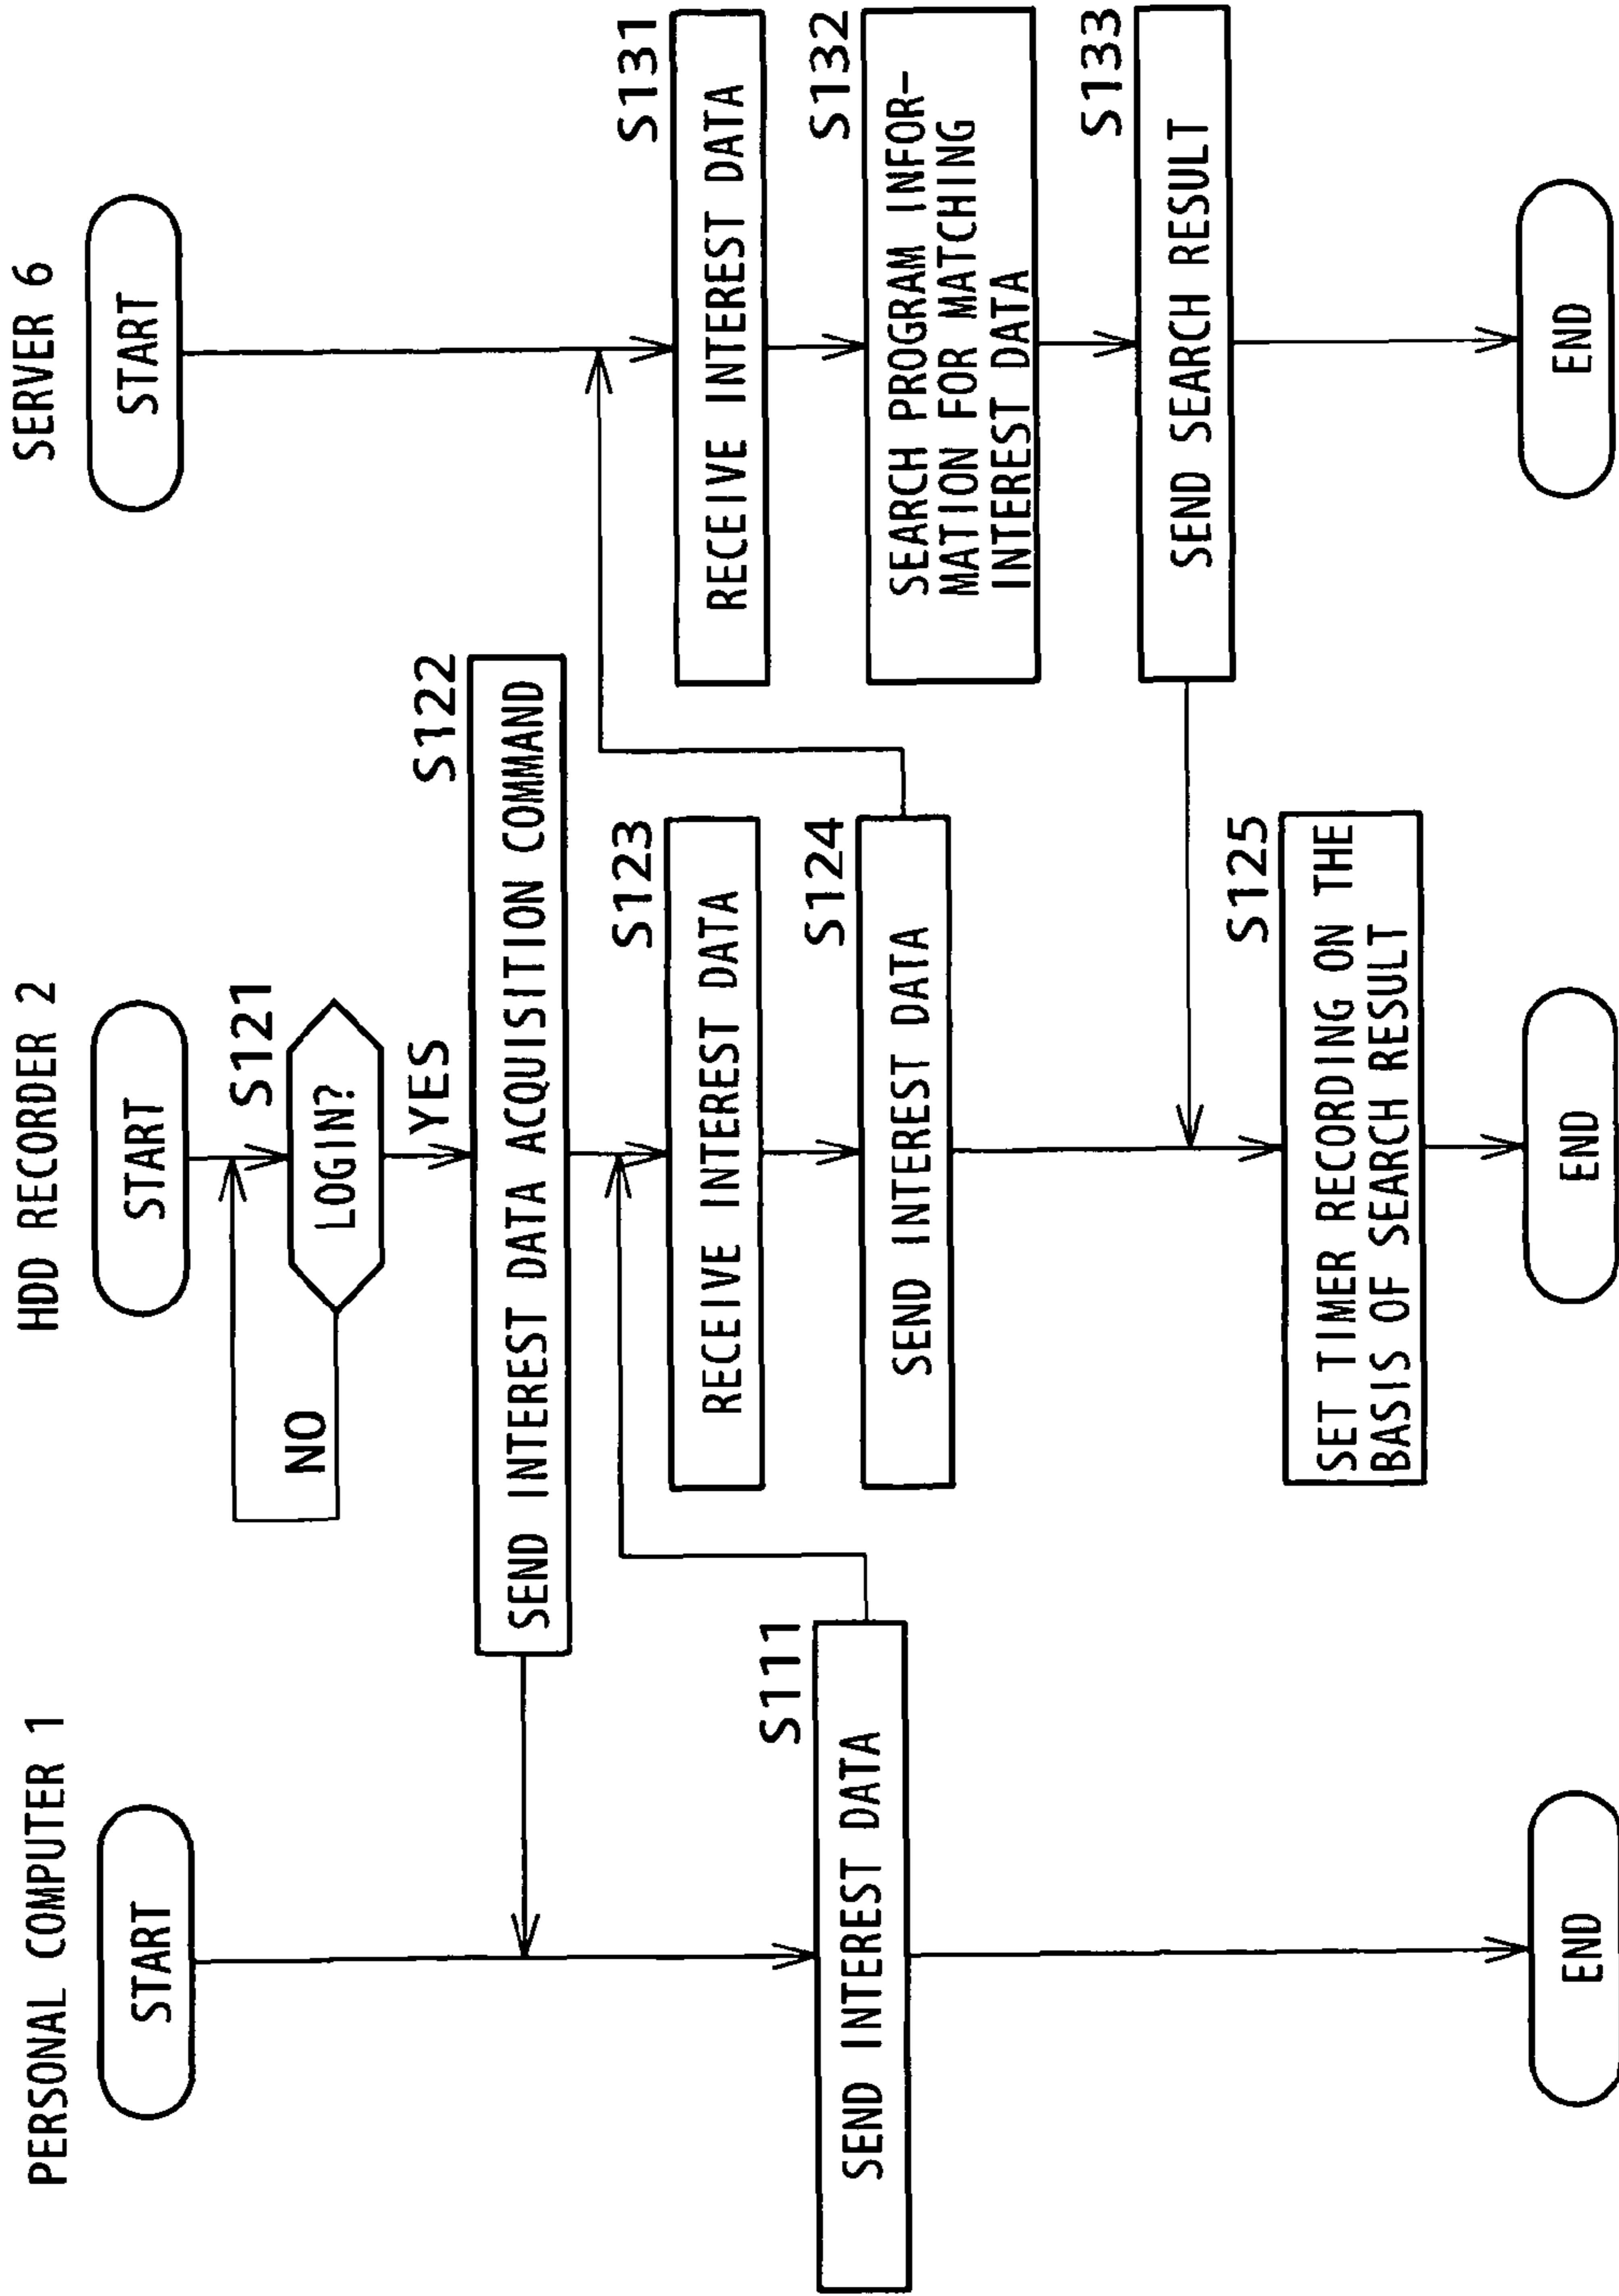 PERSONAL COMPUTER 1
START
S111
SEND INTEREST DATA
END
HDD RECORDER 2
START
S121
LOGIN?
NO
YES
S122
SEND INTEREST DATA ACQUISITION COMMAND
S123
RECEIVE INTEREST DATA
S124
SEND INTEREST DATA
S125
SET TIMER RECORDING ON THE
BASIS OF SEARCH RESULT
END
SERVER 6
START
S131
RECEIVE INTEREST DATA
S132
SEARCH PROGRAM INFOR-
MATION FOR MATCHING
INTEREST DATA
S133
SEND SEARCH RESULT
END